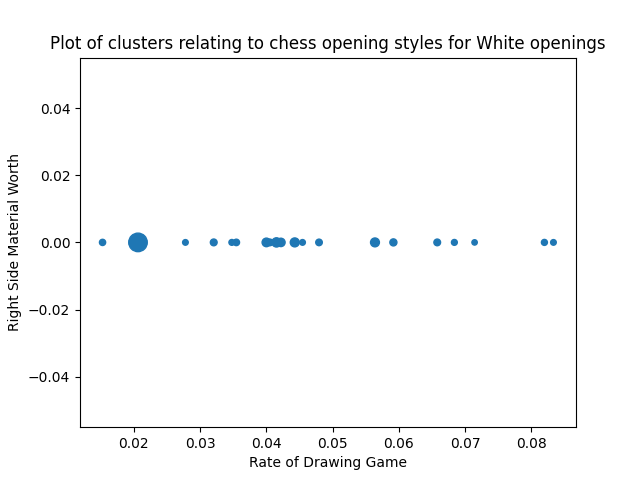 Plot of clusters relating to chess opening styles for White openings
Right Side Material Worth
0.04
0.02
0.00
−0.02
−0.04
0.02 0.03 0.04 0.05 0.06 0.07 0.08
Rate of Drawing Game